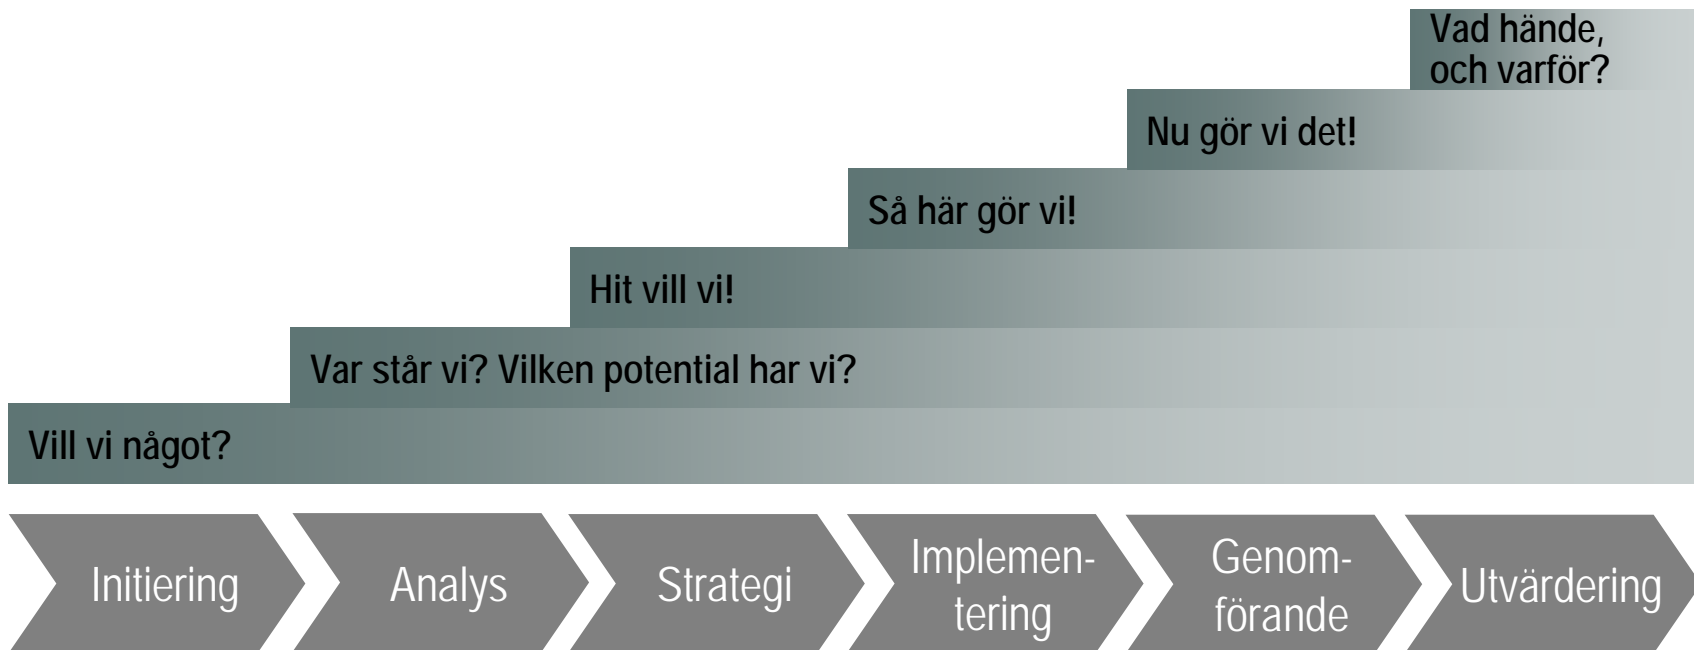 Vad hände,
och varför?
Nu gör vi det!
Så här gör vi!
Hit vill vi!
Var står vi? Vilken potential har vi?
Vill vi något?
Initiering
Analys
Strategi
Implemen-
tering
Genom-
förande
Utvärdering